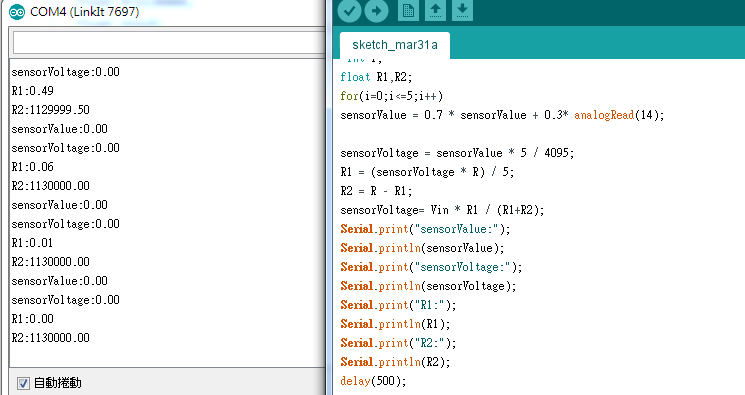 COM4 (LinkIt 7697)
sensorVoltage:0.00
R1:0.49
R2:1129999.50
sensorValue:0.00
sensorVoltage:0.00
R1:0.06
R2:1130000.00
sensorValue:0.00
sensorVoltage:0.00
R1:0.01
R2:1130000.00
sensorValue:0.00
sensorVoltage:0.00
R1:0.00
R2:1130000.00
自動捲動
sketch_mar31a
float R1,R2;
for(i=0;i<=5;i++)
sensorValue = 0.7 * sensorValue + 0.3* analogRead(14);
sensorVoltage = sensorValue * 5 / 4095;
R1 = (sensorVoltage * R) / 5;
R2 = R - R1;
sensorVoltage= Vin * R1 / (R1+R2);
Serial.print("sensorValue:");
Serial.println(sensorValue);
Serial.print("sensorVoltage:");
Serial.println(sensorVoltage);
Serial.print("R1:");
Serial.println(R1);
Serial.print("R2:");
Serial.println(R2);
delay(500);